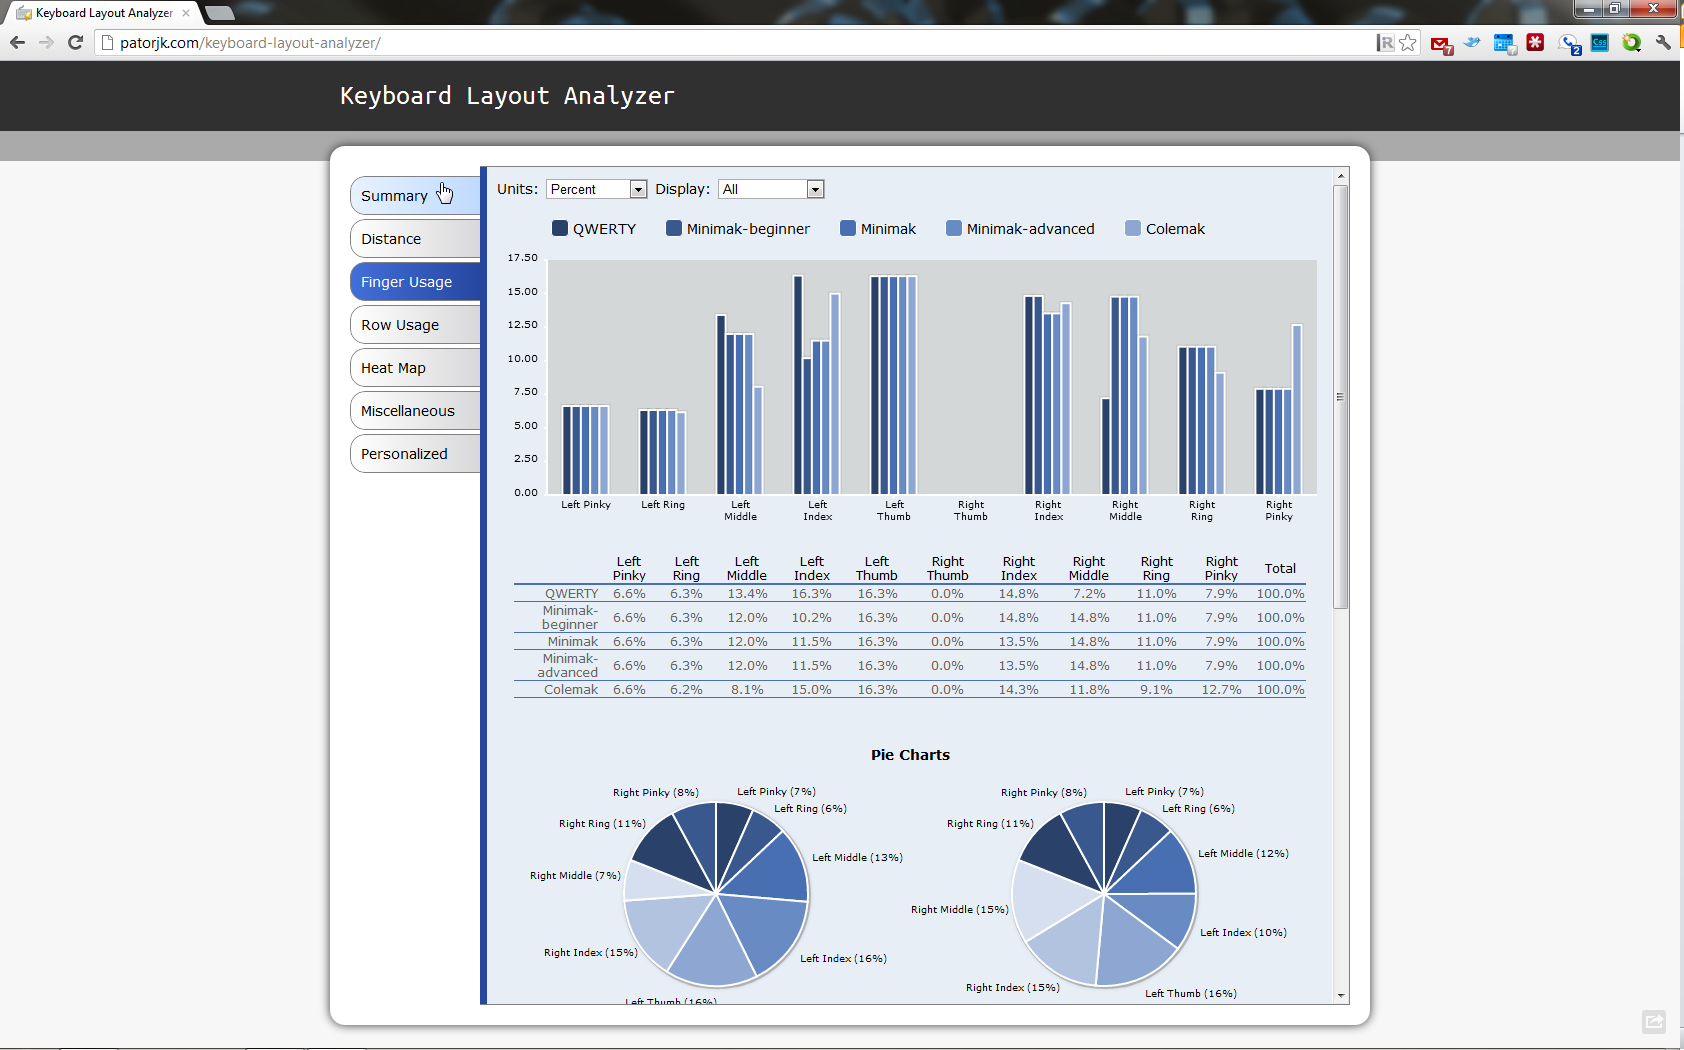 Keyboard Layout Analyzer
patorjk.com/keyboard-layout-analyzer/
7
2
Css
Keyboard Layout Analyzer
Summary
Distance
Finger Usage
Row Usage
Heat Map
Miscellaneous
Personalized
Units: Percent Display: All
QWERTY Minimak-beginner Minimak Minimak-advanced Colemak
17.50
15.00
12.50
10.00
7.50
5.00
2.50
0.00
Left Pinky Left Ring Left Middle Left Index Left Thumb Right Thumb Right Index Right Middle Right Ring Right Pinky
Left Pinky Left Ring Left Middle Left Index Left Thumb Right Thumb Right Index Right Middle Right Ring Right Pinky Total
QWERTY 6.6% 6.3% 13.4% 16.3% 16.3% 0.0% 14.8% 7.2% 11.0% 7.9% 100.0%
Minimak-beginner 6.6% 6.3% 12.0% 10.2% 16.3% 0.0% 14.8% 14.8% 11.0% 7.9% 100.0%
Minimak 6.6% 6.3% 12.0% 11.5% 16.3% 0.0% 13.5% 14.8% 11.0% 7.9% 100.0%
Minimak-advanced 6.6% 6.3% 12.0% 11.5% 16.3% 0.0% 13.5% 14.8% 11.0% 7.9% 100.0%
Colemak 6.6% 6.2% 8.1% 15.0% 16.3% 0.0% 14.3% 11.8% 9.1% 12.7% 100.0%
Pie Charts
Right Pinky (8%) Left Pinky (7%)
Left Ring (6%)
Right Ring (11%)
Left Middle (13%)
Right Middle (7%)
Right Index (15%)
Left Index (16%)
Left Thumb (16%)
Right Pinky (8%) Left Pinky (7%)
Left Ring (6%)
Right Ring (11%)
Left Middle (12%)
Right Middle (15%)
Left Index (10%)
Right Index (15%)
Left Thumb (16%)